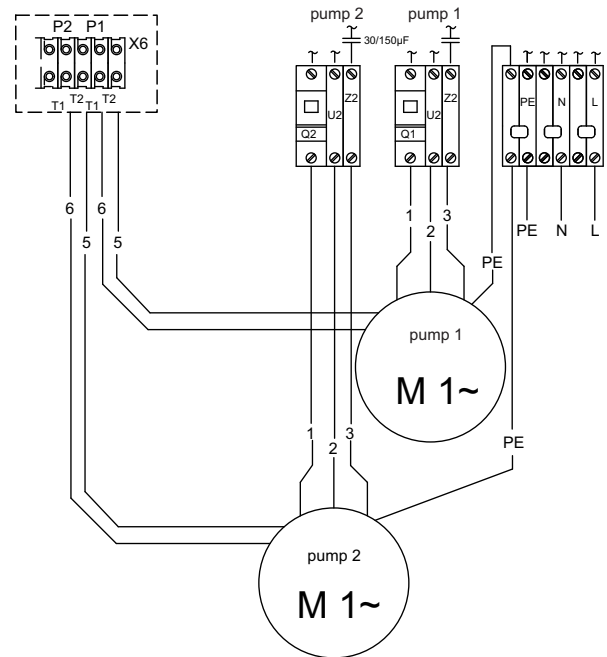 pump 2
pump 1
P2 P1
X6
30/150µF
T1 T2 T1 T2
Q2 U2 Z2
Q1 U2 Z2
PE N L
6 5 6 5
1 2 3
PE
PE N L
pump 1
M 1~
1 2 3
PE
pump 2
M 1~